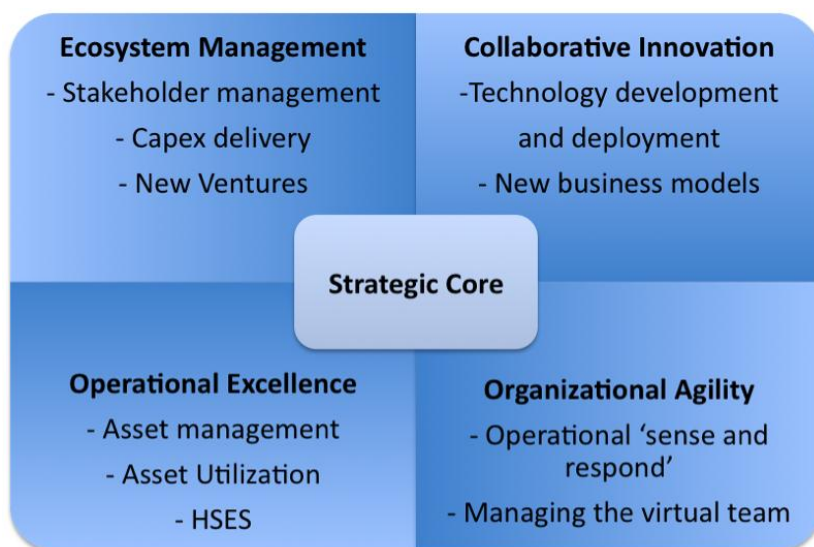 Ecosystem Management
- Stakeholder management
- Capex delivery
- New Ventures
Collaborative Innovation
-Technology development
and deployment
- New business models
Strategic Core
Operational Excellence
- Asset management
- Asset Utilization
- HSES
Organizational Agility
- Operational ‘sense and
respond’
- Managing the virtual team